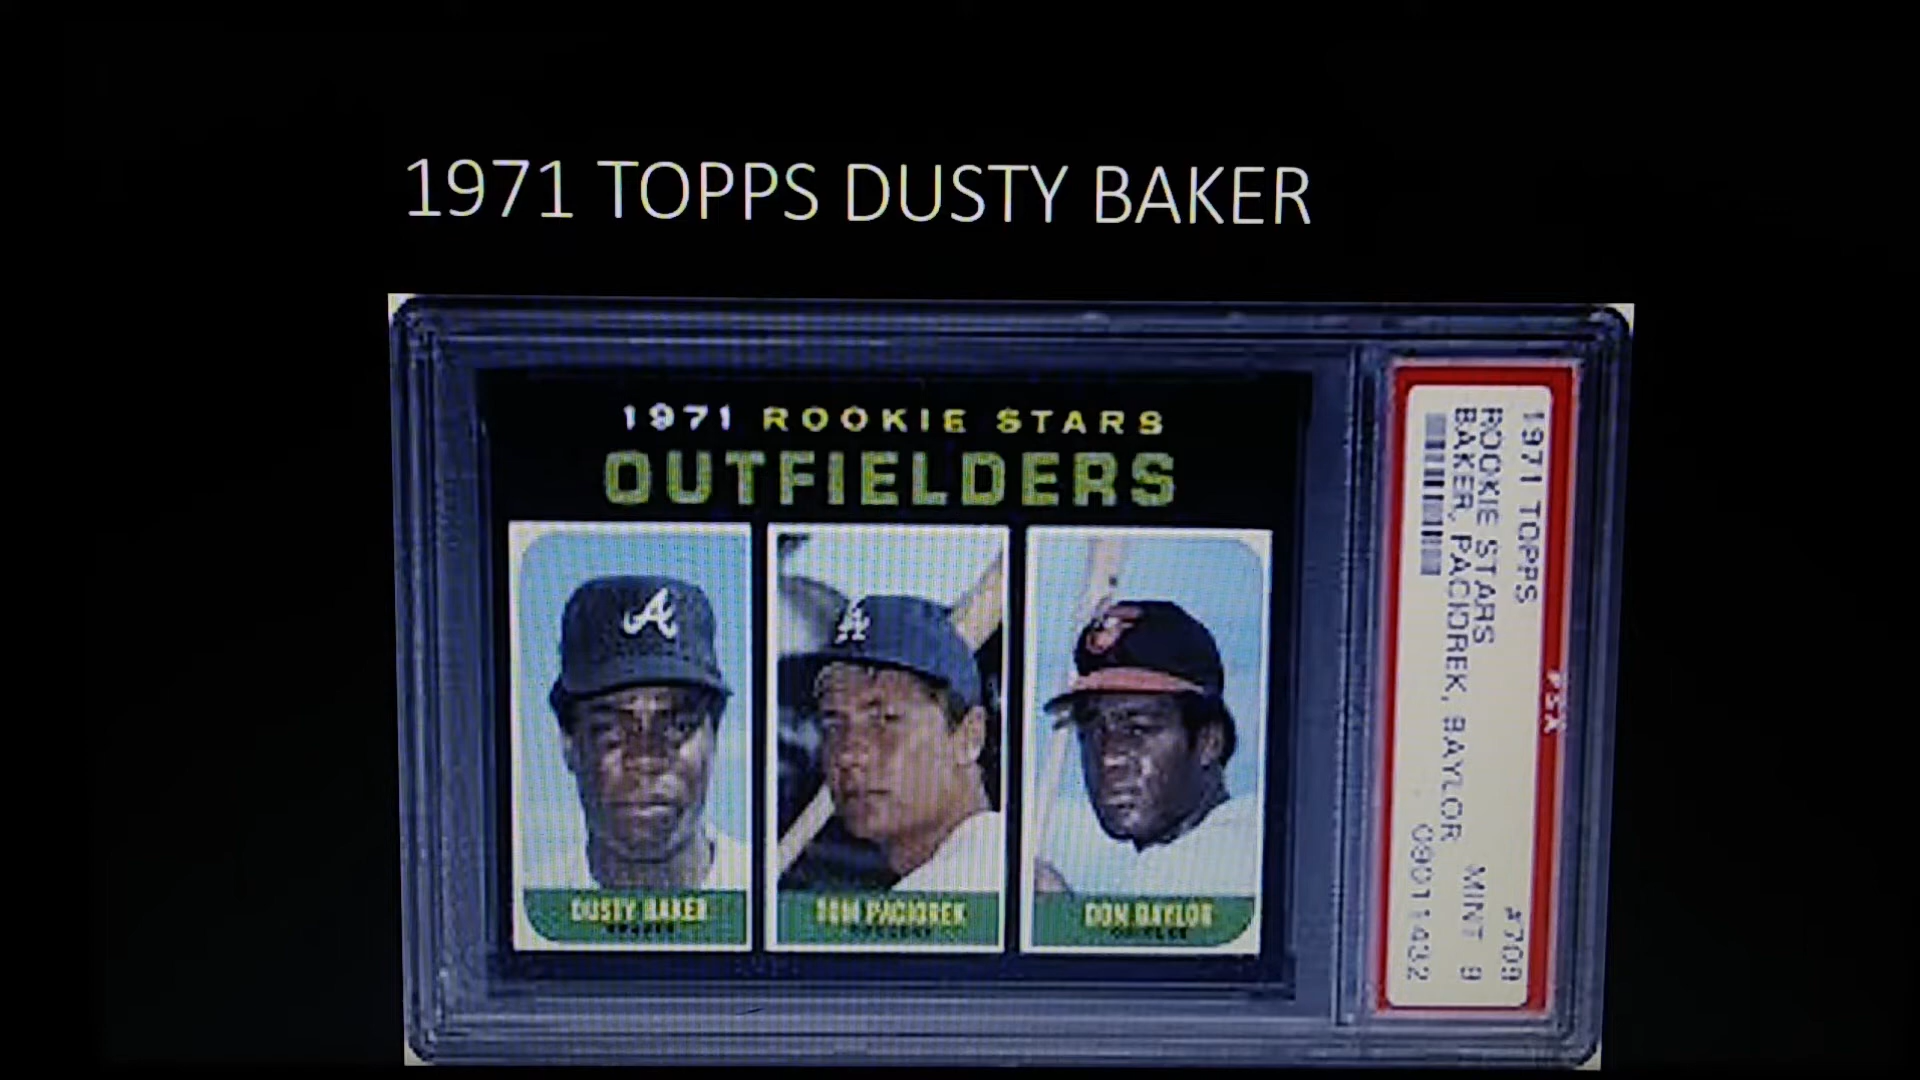 1971 TOPPS DUSTY BAKER
1971 ROOKIE STARS
OUTFIELDERS
DUSTY BAKER
TOM PACIOREK
DON BAYLOR
1971 TOPPS #709
ROOKIE STARS
BAKER, PACIOREK, BAYLOR MINT 9
09011432
PSA